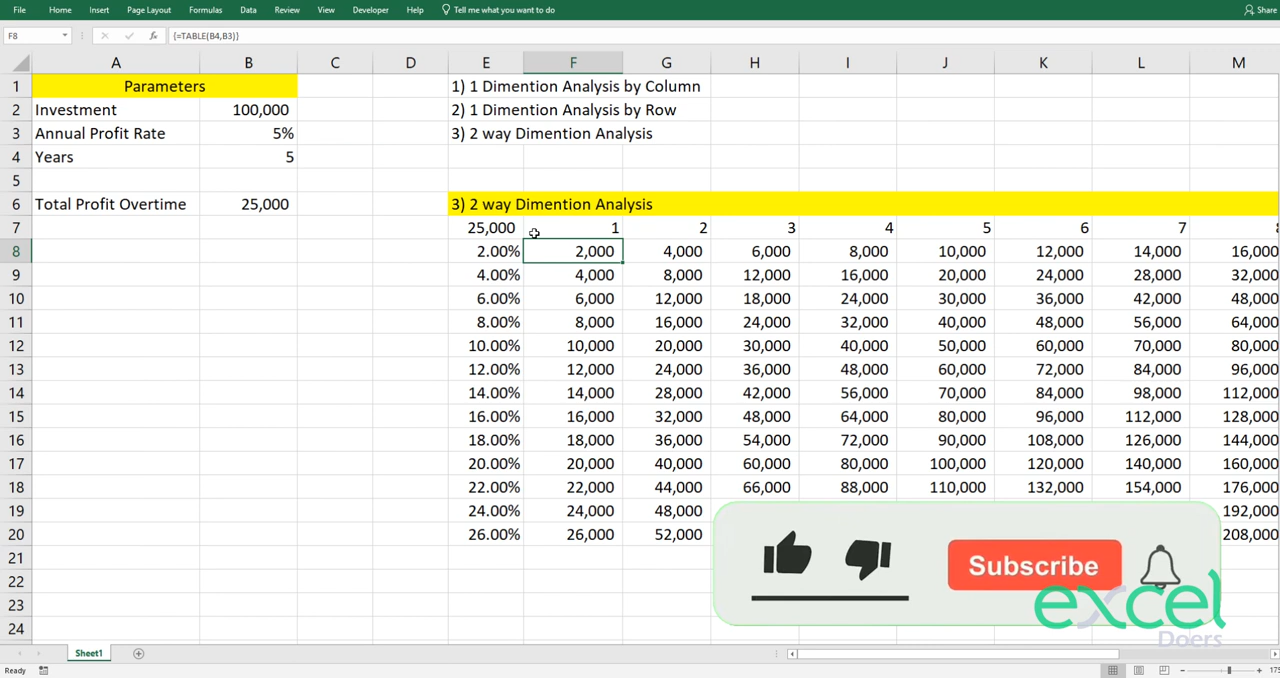 File Home Insert Page Layout Formulas Data Review View Developer Help Tell me what you want to do Share
F8 fx {=TABLE(B4,B3)}
A B C D E F G H I J K L M
1 Parameters 1) 1 Dimention Analysis by Column
2 Investment 100,000 2) 1 Dimention Analysis by Row
3 Annual Profit Rate 5% 3) 2 way Dimention Analysis
4 Years 5
5
6 Total Profit Overtime 25,000 3) 2 way Dimention Analysis
7 25,000 1 2 3 4 5 6 7
8 2.00% 2,000 4,000 6,000 8,000 10,000 12,000 14,000 16,000
9 4.00% 4,000 8,000 12,000 16,000 20,000 24,000 28,000 32,000
10 6.00% 6,000 12,000 18,000 24,000 30,000 36,000 42,000 48,000
11 8.00% 8,000 16,000 24,000 32,000 40,000 48,000 56,000 64,000
12 10.00% 10,000 20,000 30,000 40,000 50,000 60,000 70,000 80,000
13 12.00% 12,000 24,000 36,000 48,000 60,000 72,000 84,000 96,000
14 14.00% 14,000 28,000 42,000 56,000 70,000 84,000 98,000 112,000
15 16.00% 16,000 32,000 48,000 64,000 80,000 96,000 112,000 128,000
16 18.00% 18,000 36,000 54,000 72,000 90,000 108,000 126,000 144,000
17 20.00% 20,000 40,000 60,000 80,000 100,000 120,000 140,000 160,000
18 22.00% 22,000 44,000 66,000 88,000 110,000 132,000 154,000 176,000
19 24.00% 24,000 48,000 192,000
20 26.00% 26,000 52,000 208,000
21
22
23
24
Subscribe
excel
Doers
Sheet1
Ready